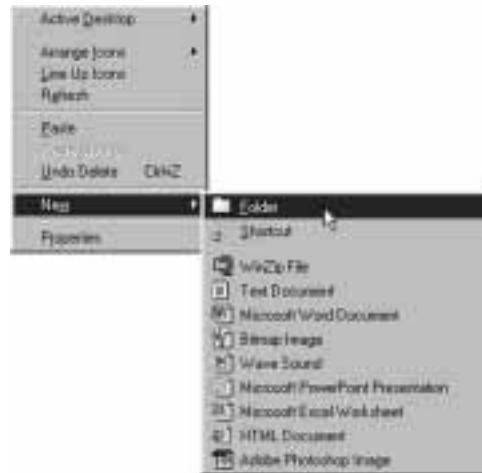 Active Desktop
Arrange Icons
Line Up Icons
Refresh
Paste
Undo Delete Ctrl+Z
New
Properties
Folder
Shortcut
WinZip File
Text Document
Microsoft Word Document
Bitmap Image
Wave Sound
Microsoft PowerPoint Presentation
Microsoft Excel Worksheet
HTML Document
Adobe Photoshop Image